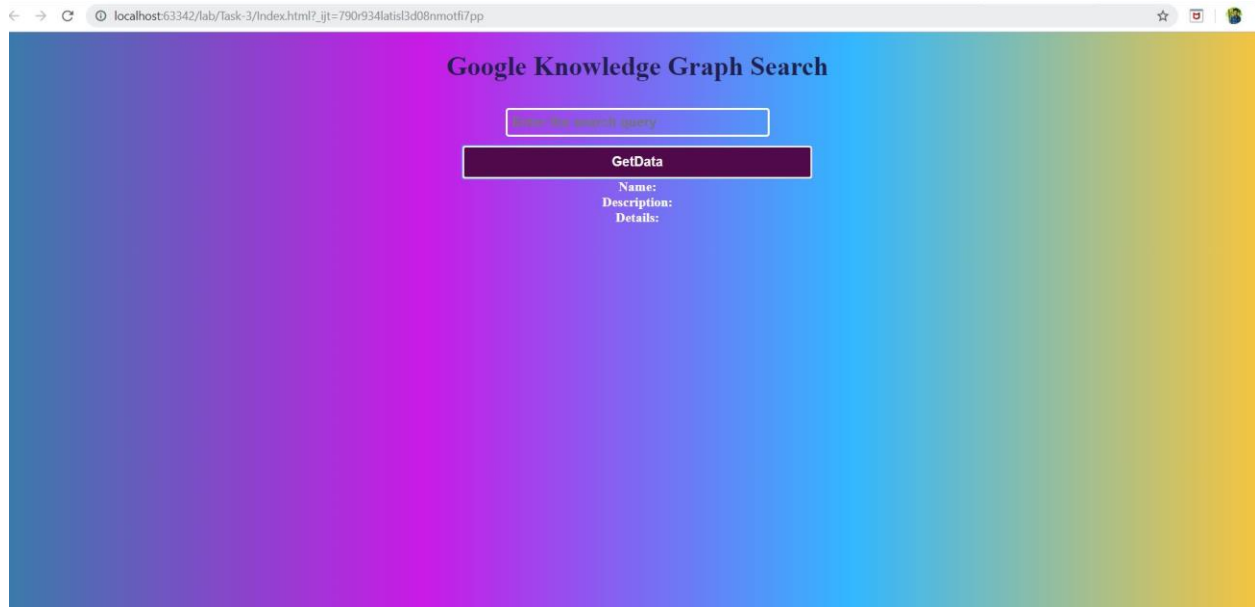 localhost:63342/lab/Task-3/Index.html?_ijt=790r934latisl3d08nmotfi7pp
Google Knowledge Graph Search
Enter the search query
GetData
Name:
Description:
Details: